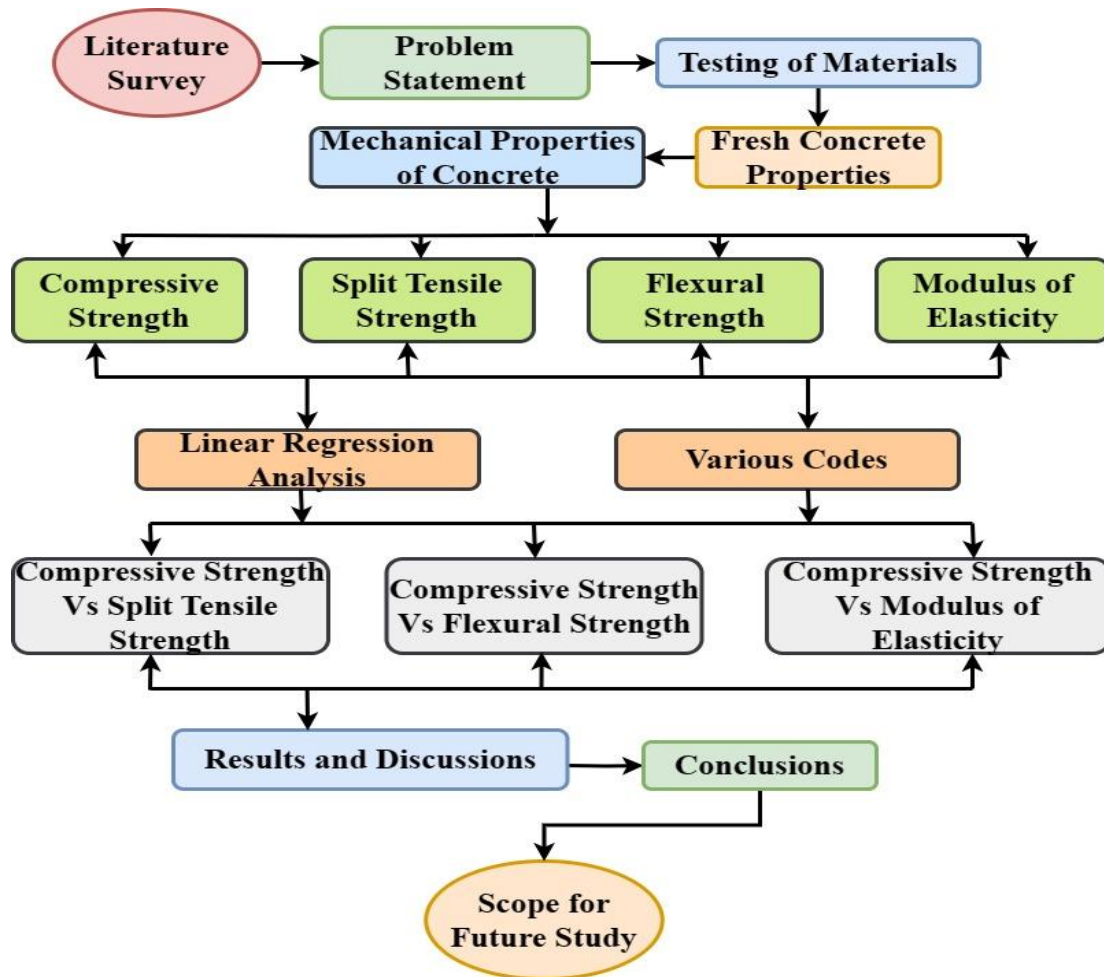 Literature
Survey
Problem
Statement
Testing of Materials
Mechanical Properties
of Concrete
Fresh Concrete
Properties
Compressive
Strength
Split Tensile
Strength
Flexural
Strength
Modulus of
Elasticity
Linear Regression
Analysis
Various Codes
Compressive Strength
Vs Split Tensile
Strength
Compressive Strength
Vs Flexural Strength
Compressive Strength
Vs Modulus of
Elasticity
Results and Discussions
Conclusions
Scope for
Future Study